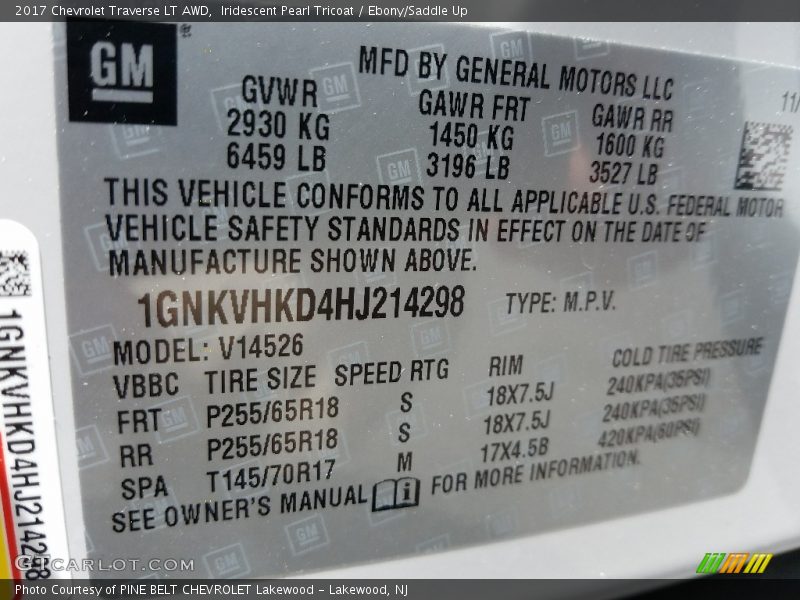 2017 Chevrolet Traverse LT AWD,  Iridescent Pearl Tricoat / Ebony/Saddle Up
GM
MFD BY GENERAL MOTORS LLC
GVWR GAWR FRT GAWR RR 11/
2930 KG 1450 KG 1600 KG
6459 LB 3196 LB 3527 LB
THIS VEHICLE CONFORMS TO ALL APPLICABLE U.S. FEDERAL MOTOR
VEHICLE SAFETY STANDARDS IN EFFECT ON THE DATE OF
MANUFACTURE SHOWN ABOVE.
1GNKVHKD4HJ214298 TYPE: M.P.V.
MODEL: V14526
VBBC TIRE SIZE SPEED RTG RIM COLD TIRE PRESSURE
FRT P255/65R18 S 18X7.5J 240KPA(35PSI)
RR P255/65R18 S 18X7.5J 240KPA(35PSI)
SPA T145/70R17 M 17X4.5B 420KPA(60PSI)
SEE OWNER'S MANUAL i FOR MORE INFORMATION.
1GNKVHKD4HJ214298
GTCARLOT.COM
Photo Courtesy of PINE BELT CHEVROLET Lakewood - Lakewood, NJ